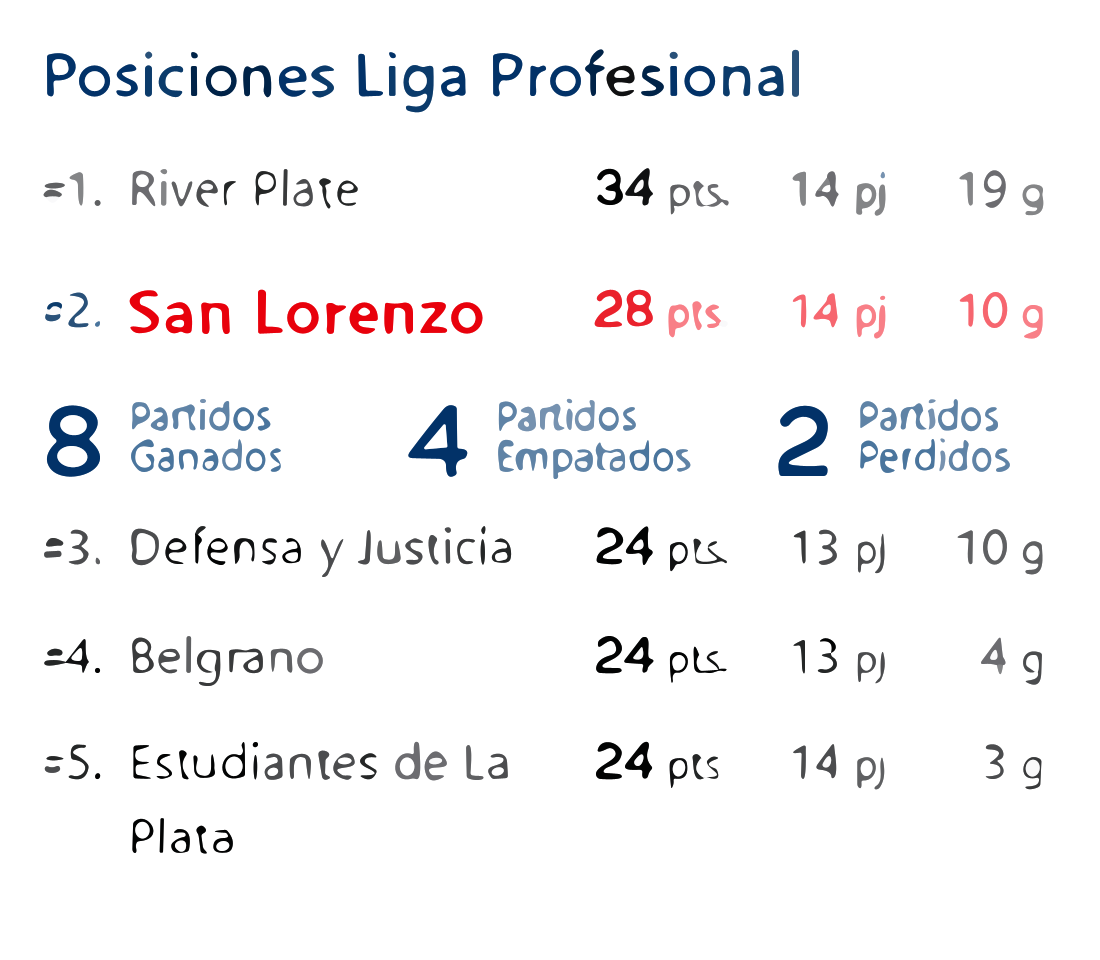 Posiciones Liga Profesional
=1. River Plate 34 pts. 14 pj 19 g
=2. San Lorenzo 28 pts 14 pj 10 g
8 Partidos Ganados 4 Partidos Empatados 2 Partidos Perdidos
=3. Defensa y Justicia 24 pts. 13 pj 10 g
=4. Belgrano 24 pts. 13 pj 4 g
=5. Estudiantes de La 24 pts 14 pj 3 g
Plata